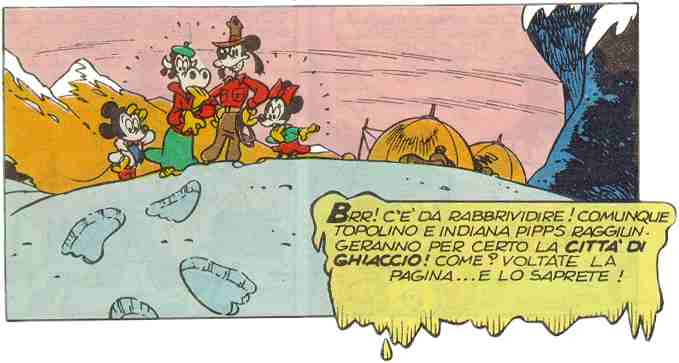 BRR! C'E' DA RABBRIVIDIRE! COMUNQUE
TOPOLINO E INDIANA PIPPS RAGGIUN-
GERANNO PER CERTO LA CITTA' DI
GHIACCIO! COME? VOLTATE LA
PAGINA...E LO SAPRETE!